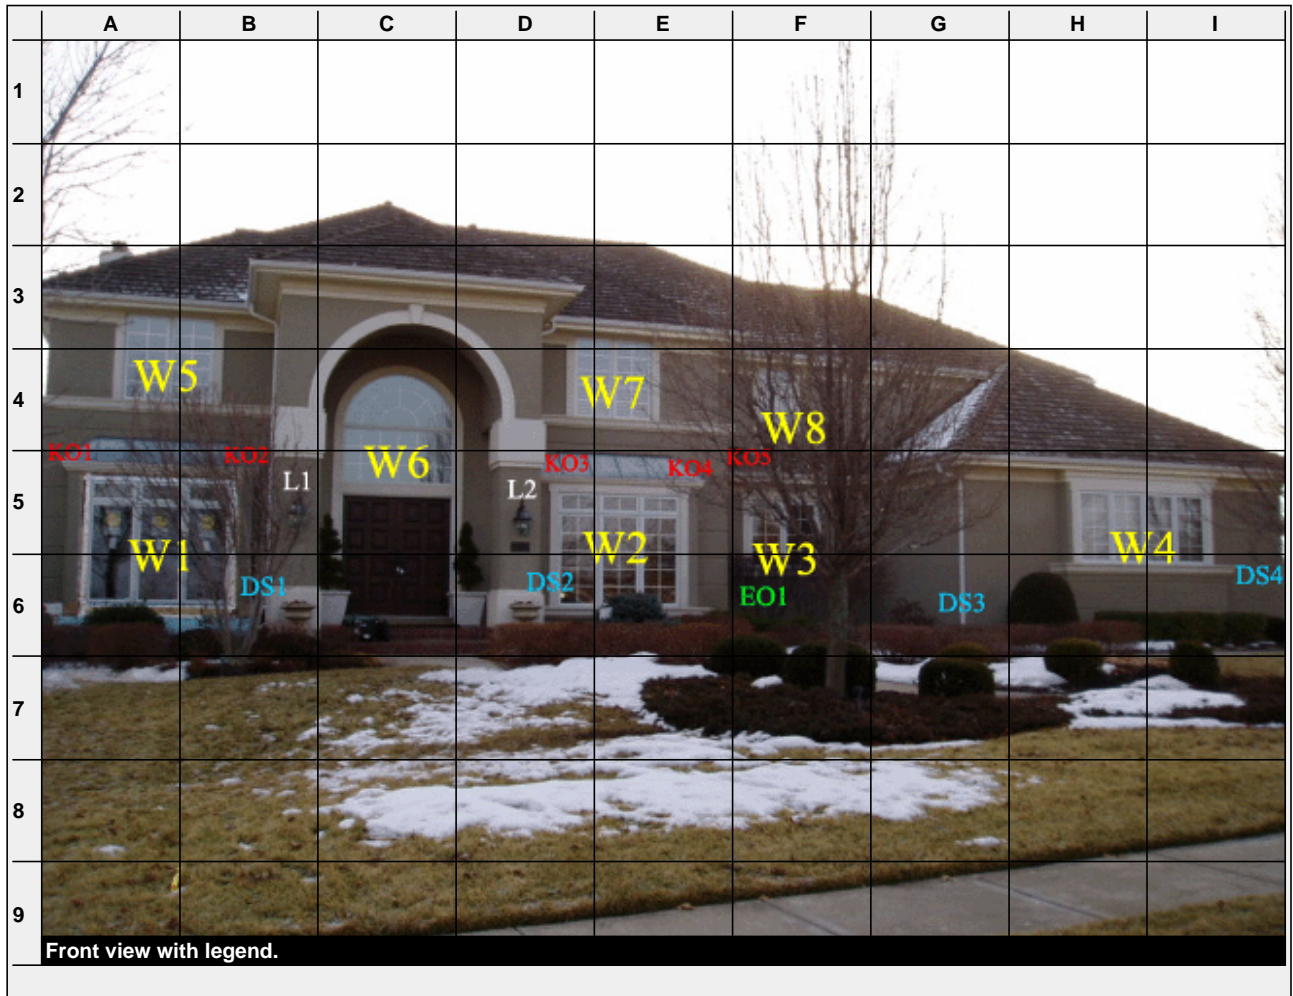 A B C D E F G H I
1
2
3
4
W5 W7
W8
KO1 KO2 W6 KO3 KO4 KO5
5
L1 L2
W1 W2 W3 W4
6
DS1 DS2 EO1 DS3 DS4
7
8
9
Front view with legend.